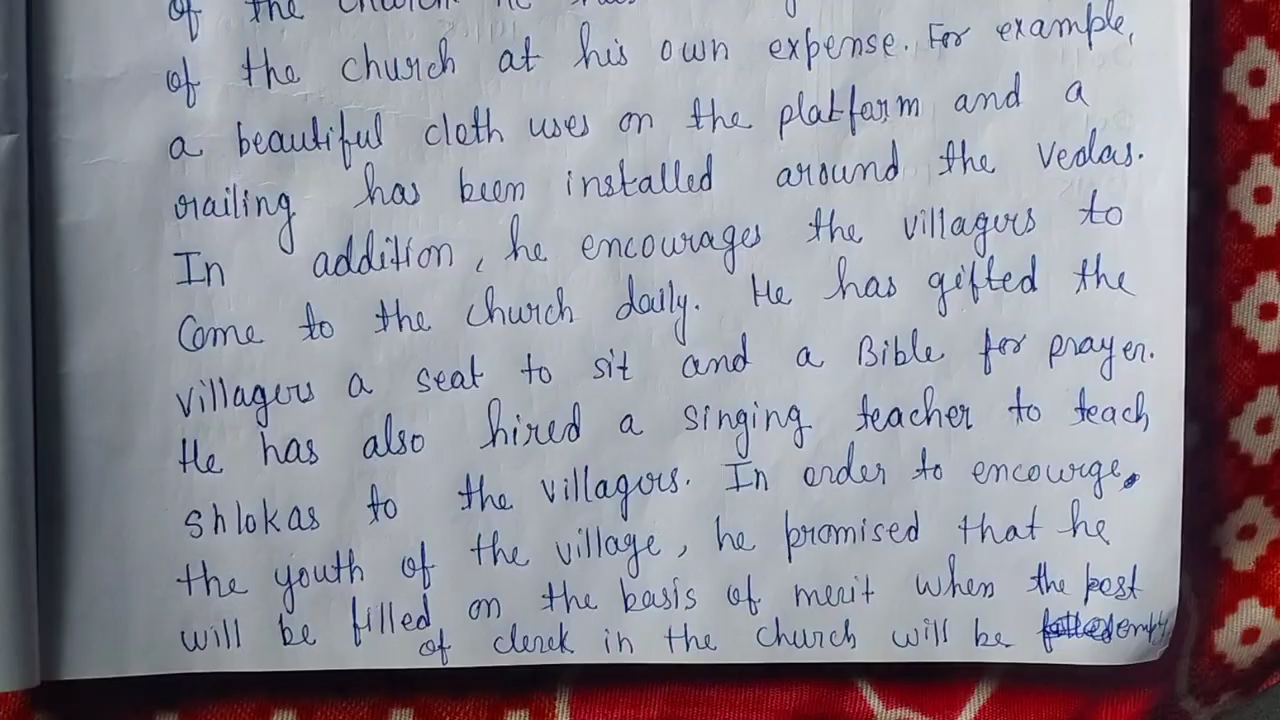 of the church he
of the church at his own expense. For example,
a beautiful cloth uses on the platform and a
railing has been installed around the Vedas.
In addition, he encourages the villagers to
Come to the church daily. He has gifted the
villagers a seat to sit and a Bible for prayer.
He has also hired a singing teacher to teach
shlokas to the villagers. In order to encourge
the youth of the village, he promised that he
will be filled on the basis of merit when the post
of clerk in the church will be empty